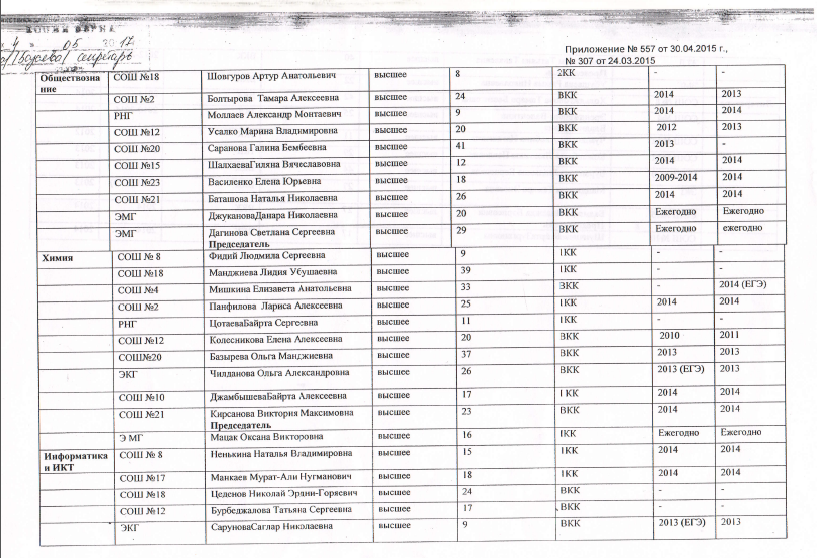 КОПИЯ ВЕРНА
« 4 » 05 2017
секретарь
Приложение № 557 от 30.04.2015 г.,
№ 307 от 24.03.2015
Обществозна СОШ №18 Шовгуров Артур Анатольевич высшее 8 2КК - -
ние
СОШ №2 Болтырова Тамара Алексеевна высшее 24 ВКК 2014 2013
РНГ Моллаев Александр Монтаевич высшее 9 ВКК 2014 2014
СОШ №12 Усалко Марина Владимировна высшее 20 ВКК 2012 2013
СОШ №20 Саранова Галина Бембеевна высшее 41 ВКК 2013 -
СОШ №15 ШалхаеваГиляна Вячеславовна высшее 12 ВКК 2014 2014
СОШ №23 Василенко Елена Юрьевна высшее 18 ВКК 2009-2014 2014
СОШ №21 Баташова Наталья Николаевна высшее 26 ВКК 2014 2014
ЭМГ ДжукановаДанара Николаевна высшее 20 ВКК Ежегодно Ежегодно
ЭМГ Дагинова Светлана Сергеевна высшее 29 ВКК Ежегодно ежегодно
Председатель
Химия СОШ № 8 Фидий Людмила Сергеевна высшее 9 1КК - -
СОШ №18 Манджиева Лидия Убушаевна высшее 39 1КК - -
СОШ №4 Мишкина Елизавета Анатольевна высшее 33 ВКК - 2014 (ЕГЭ)
СОШ №2 Панфилова Лариса Алексеевна высшее 25 1КК 2014 2014
РНГ ЦотаеваБайрта Сергеевна высшее 11 1КК - -
СОШ №12 Колесникова Елена Алексеевна высшее 20 ВКК 2010 2011
СОШ№20 Базырева Ольга Манджиевна высшее 37 ВКК 2013 2013
ЭКГ Чилданова Ольга Александровна высшее 26 ВКК 2013 (ЕГЭ) 2013
СОШ №10 ДжамбышеваБайрта Алексеевна высшее 17 1КК 2014 2014
СОШ №21 Кирсанова Виктория Максимовна высшее 23 ВКК 2014 2014
Председатель
Э МГ Мацак Оксана Викторовна высшее 16 1КК Ежегодно Ежегодно
Информатика СОШ № 8 Ненькина Наталья Владимировна высшее 15 1КК 2014 2014
и ИКТ
СОШ №17 Манкаев Мурат-Али Нугманович высшее 18 1КК 2014 2014
СОШ №18 Цеденов Николай Эрдни-Горяевич высшее 24 ВКК - -
СОШ №12 Бурбеджалова Татьяна Сергеевна высшее 17 ВКК - -
ЭКГ СаруноваСаглар Николаевна высшее 9 ВКК 2013 (ЕГЭ) 2013